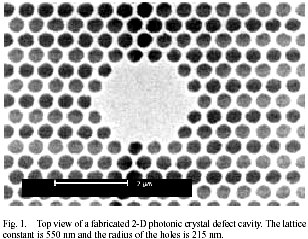 2 μm
Fig. 1. Top view of a fabricated 2-D photonic crystal defect cavity. The lattice
constant is 550 nm and the radius of the holes is 215 nm.